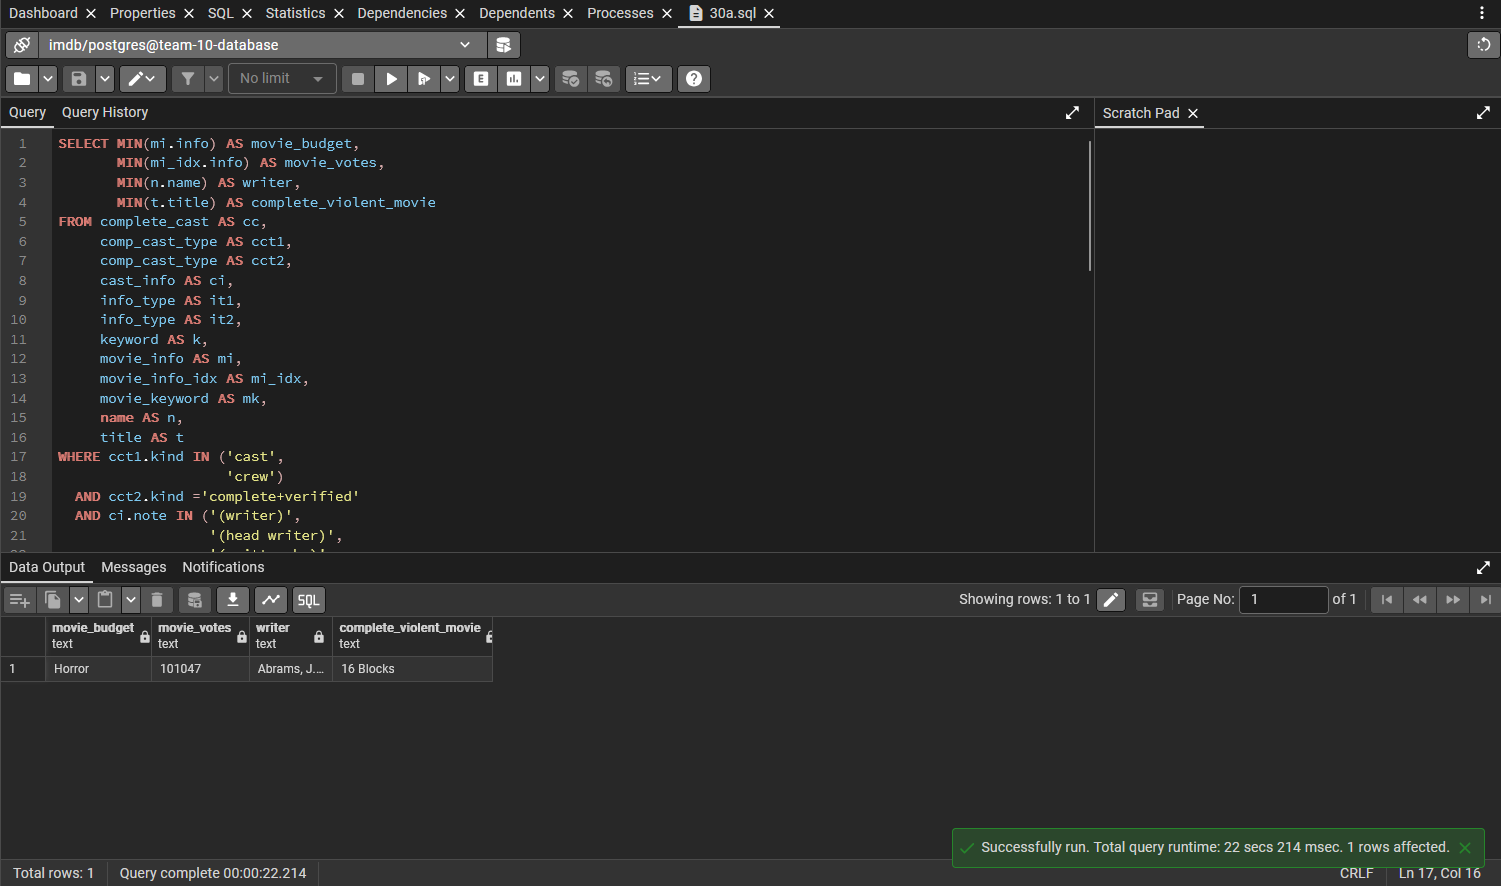 Dashboard Properties SQL Statistics Dependencies Dependents Processes 30a.sql
imdb/postgres@team-10-database
No limit
Query Query History
Scratch Pad
1 SELECT MIN(mi.info) AS movie_budget,
2 MIN(mi_idx.info) AS movie_votes,
3 MIN(n.name) AS writer,
4 MIN(t.title) AS complete_violent_movie
5 FROM complete_cast AS cc,
6 comp_cast_type AS cct1,
7 comp_cast_type AS cct2,
8 cast_info AS ci,
9 info_type AS it1,
10 info_type AS it2,
11 keyword AS k,
12 movie_info AS mi,
13 movie_info_idx AS mi_idx,
14 movie_keyword AS mk,
15 name AS n,
16 title AS t
17 WHERE cct1.kind IN ('cast',
18 'crew')
19 AND cct2.kind ='complete+verified'
20 AND ci.note IN ('(writer)',
21 '(head writer)',
Data Output Messages Notifications
SQL Showing rows: 1 to 1 Page No: 1 of 1
movie_budget movie_votes writer complete_violent_movie
text text text text
1 Horror 101047 Abrams, J.… 16 Blocks
Successfully run. Total query runtime: 22 secs 214 msec. 1 rows affected.
Total rows: 1 Query complete 00:00:22.214 CRLF Ln 17, Col 16